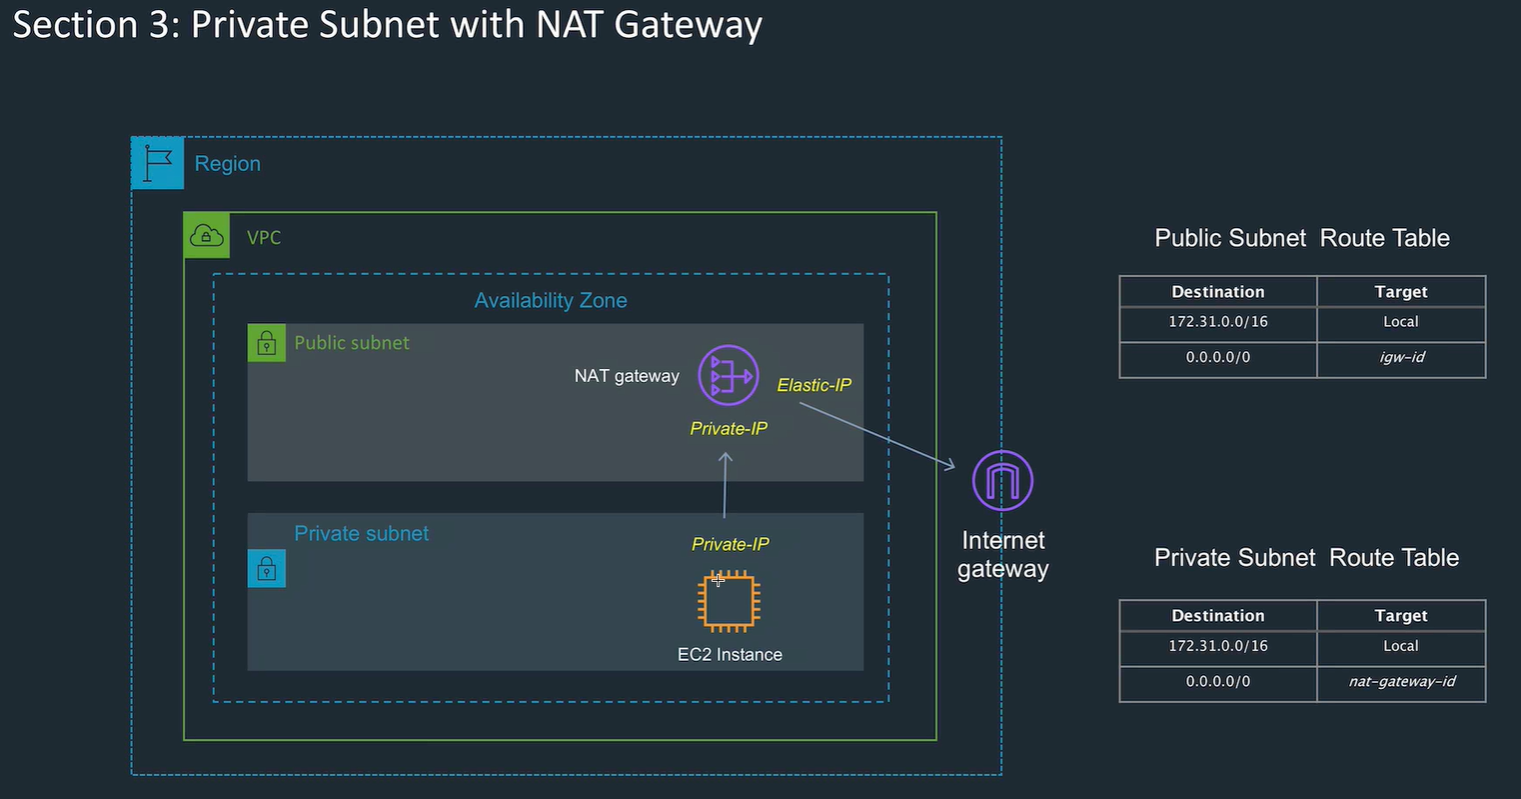 Section 3: Private Subnet with NAT Gateway
Region
VPC
Availability Zone
Public subnet
NAT gateway
Elastic-IP
Private-IP
Private subnet
Private-IP
EC2 Instance
Internet
gateway
Public Subnet Route Table
Destination Target
172.31.0.0/16 Local
0.0.0.0/0 igw-id
Private Subnet Route Table
Destination Target
172.31.0.0/16 Local
0.0.0.0/0 nat-gateway-id